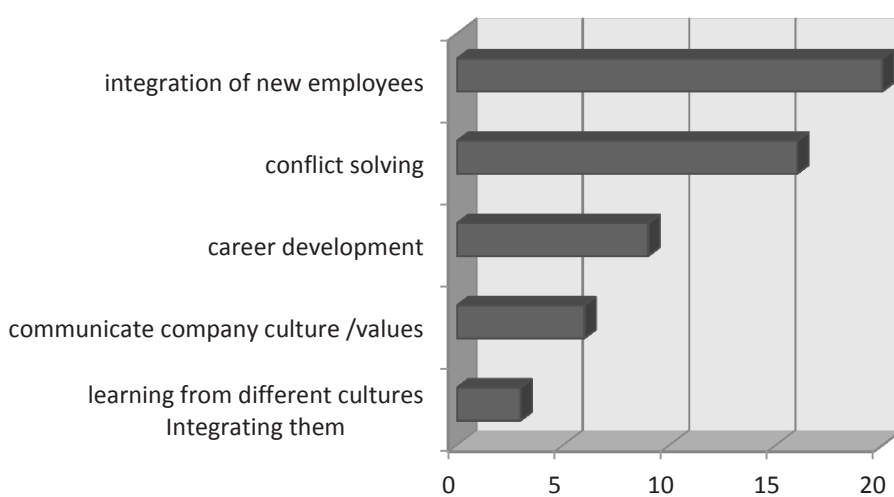 integration of new employees
conflict solving
career development
communicate company culture /values
learning from different cultures
Integrating them
0 5 10 15 20